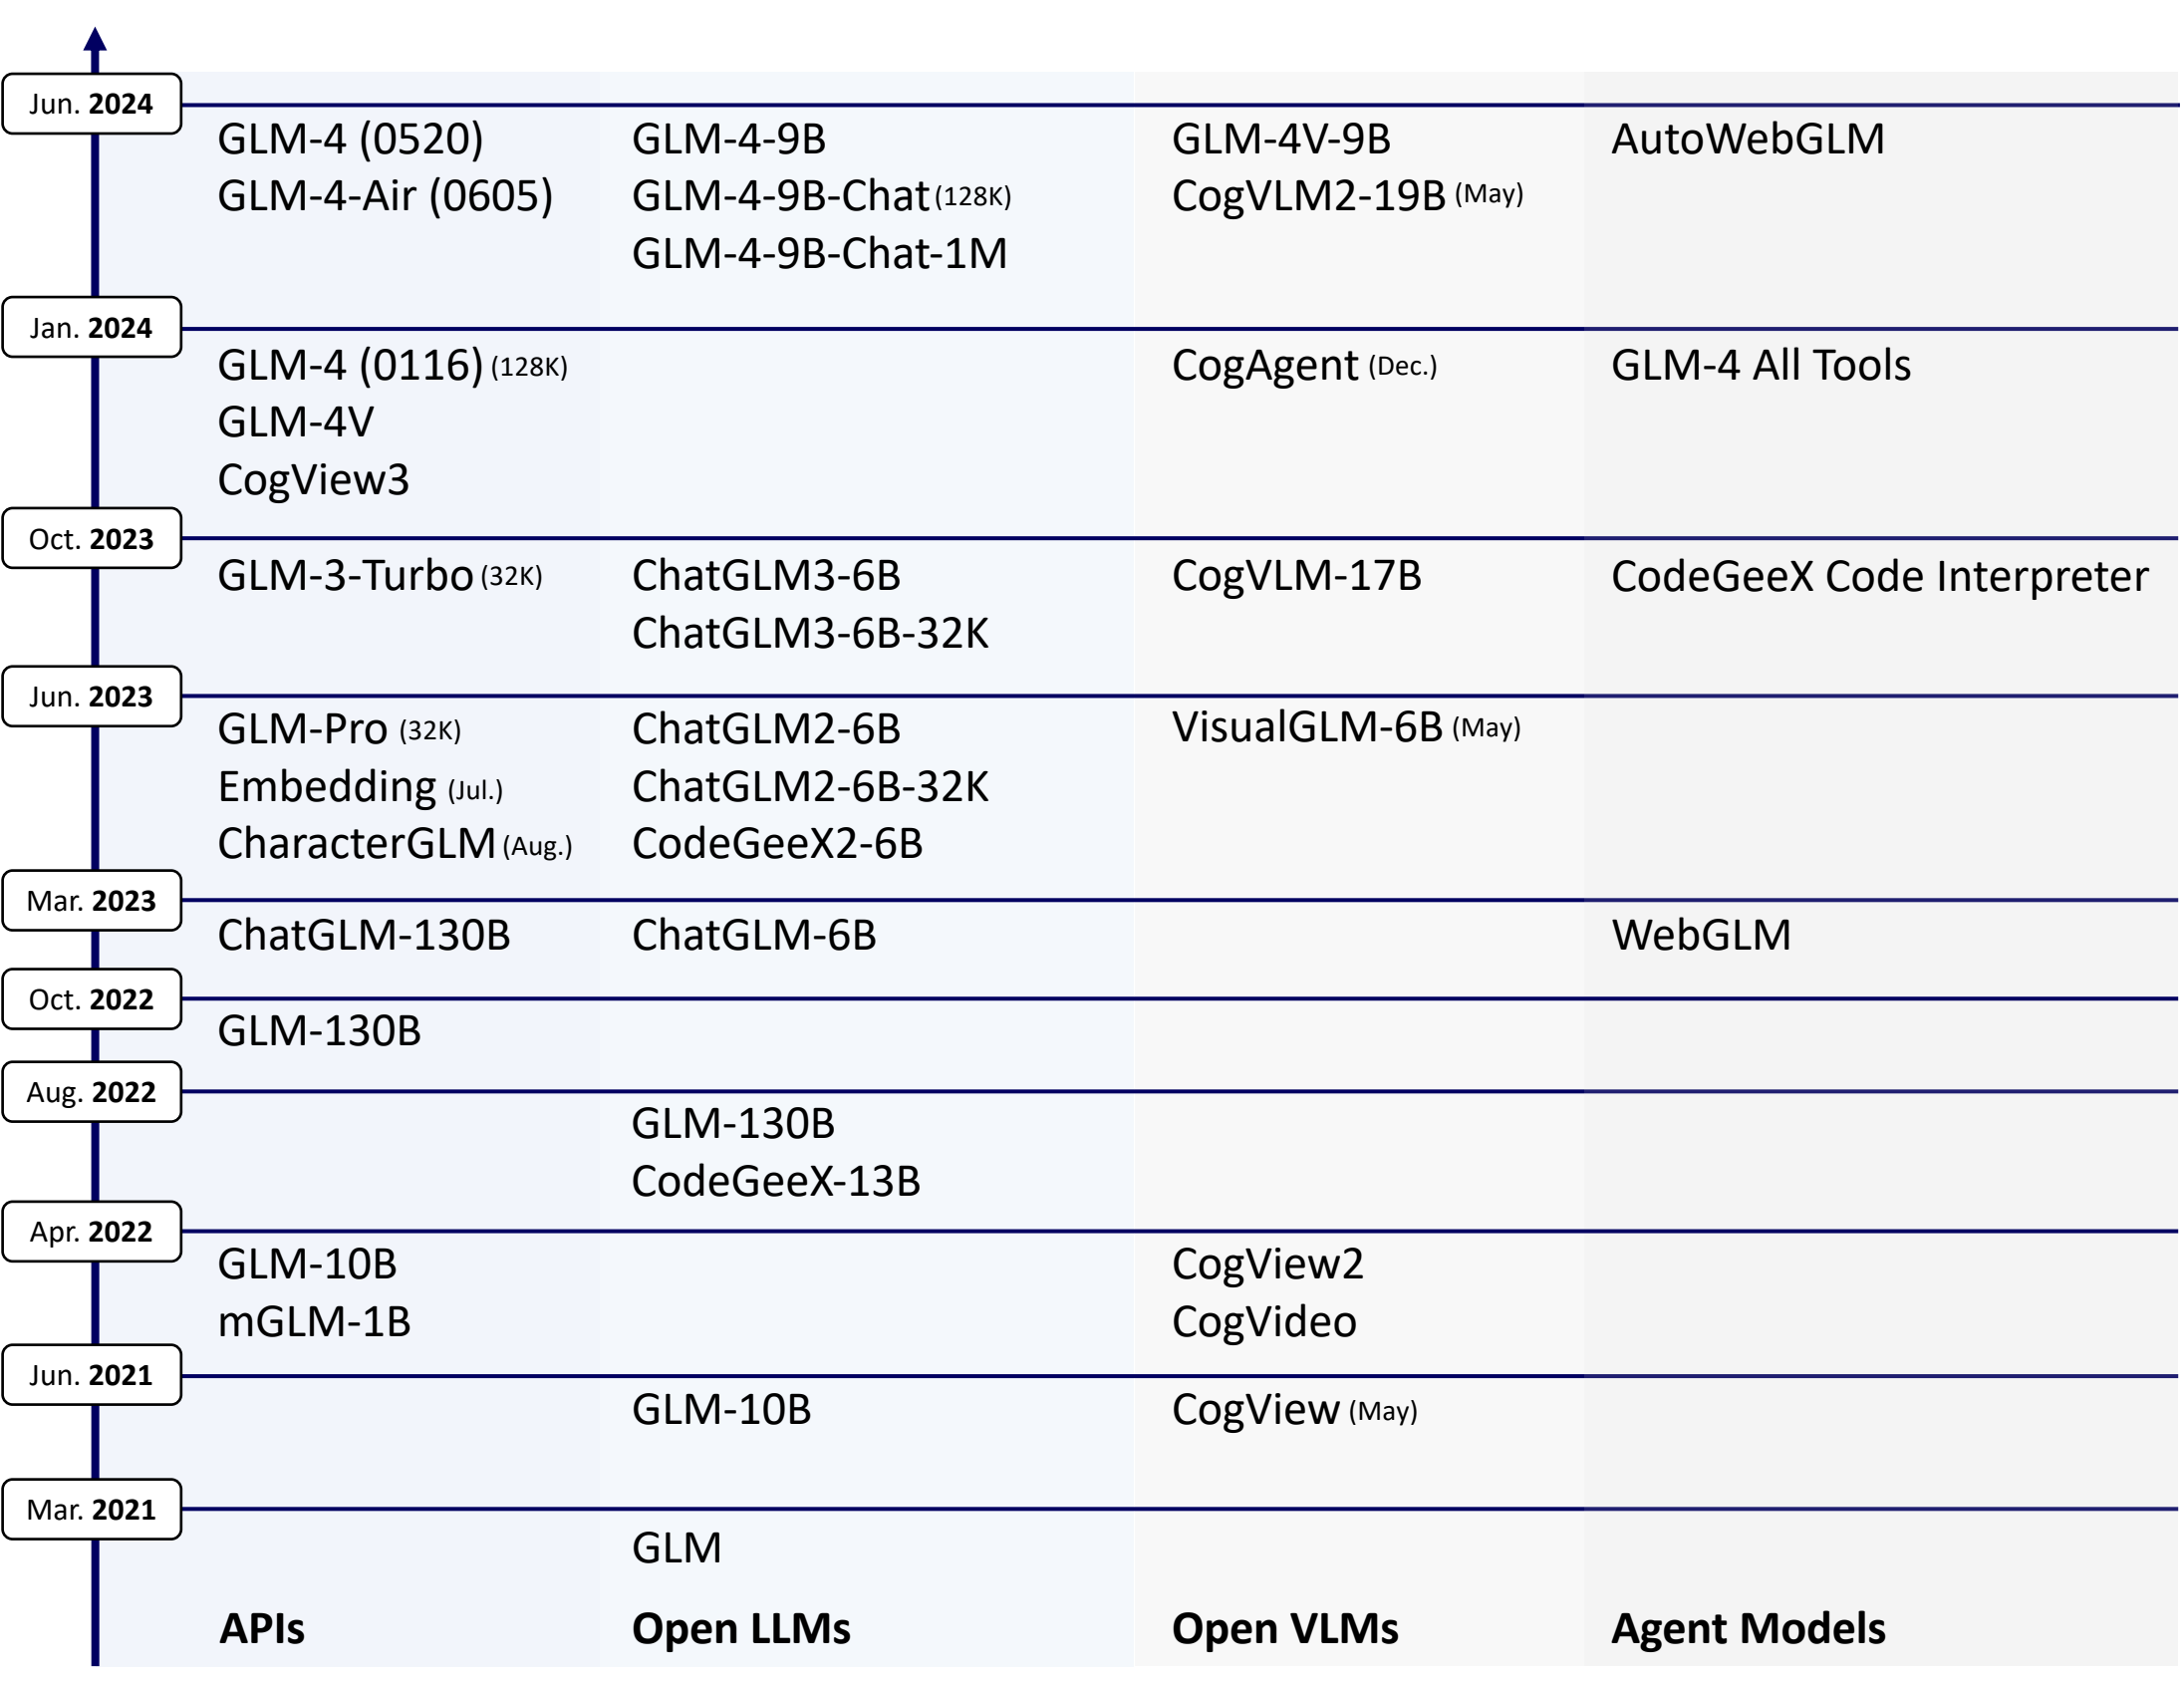 Jun. 2024
GLM-4 (0520) GLM-4-9B GLM-4V-9B AutoWebGLM
GLM-4-Air (0605) GLM-4-9B-Chat (128K) CogVLM2-19B (May)
GLM-4-9B-Chat-1M
Jan. 2024
GLM-4 (0116) (128K) CogAgent (Dec.) GLM-4 All Tools
GLM-4V
CogView3
Oct. 2023
GLM-3-Turbo (32K) ChatGLM3-6B CogVLM-17B CodeGeeX Code Interpreter
ChatGLM3-6B-32K
Jun. 2023
GLM-Pro (32K) ChatGLM2-6B VisualGLM-6B (May)
Embedding (Jul.) ChatGLM2-6B-32K
CharacterGLM (Aug.) CodeGeeX2-6B
Mar. 2023
ChatGLM-130B ChatGLM-6B WebGLM
Oct. 2022
GLM-130B
Aug. 2022
GLM-130B
CodeGeeX-13B
Apr. 2022
GLM-10B CogView2
mGLM-1B CogVideo
Jun. 2021
GLM-10B CogView (May)
Mar. 2021
GLM
APIs Open LLMs Open VLMs Agent Models